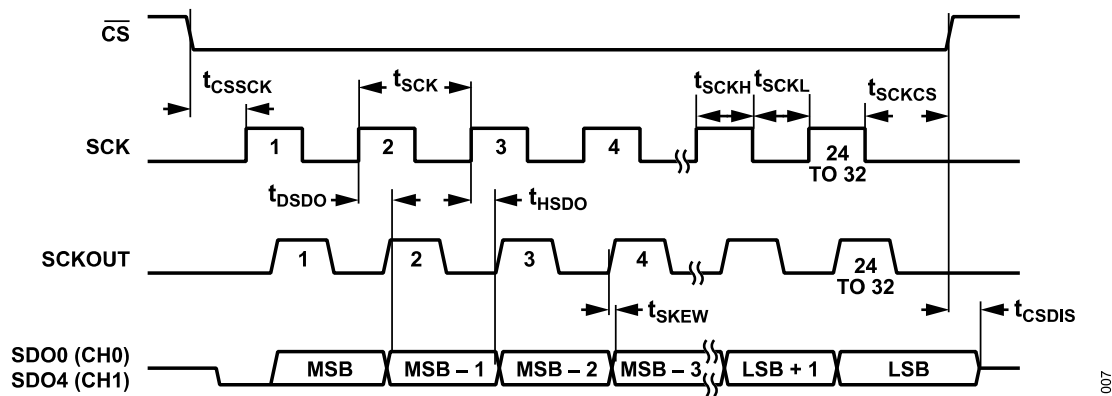 CS
tCSSCK
tSCK
tSCKH
tSCKL
tSCKCS
SCK
1
2
3
4
24
TO 32
tDSDO
tHSDO
SCKOUT
1
2
3
4
24
TO 32
tSKEW
tCSDIS
SDO0 (CH0)
SDO4 (CH1)
MSB
MSB – 1
MSB – 2
MSB – 3
LSB + 1
LSB
007